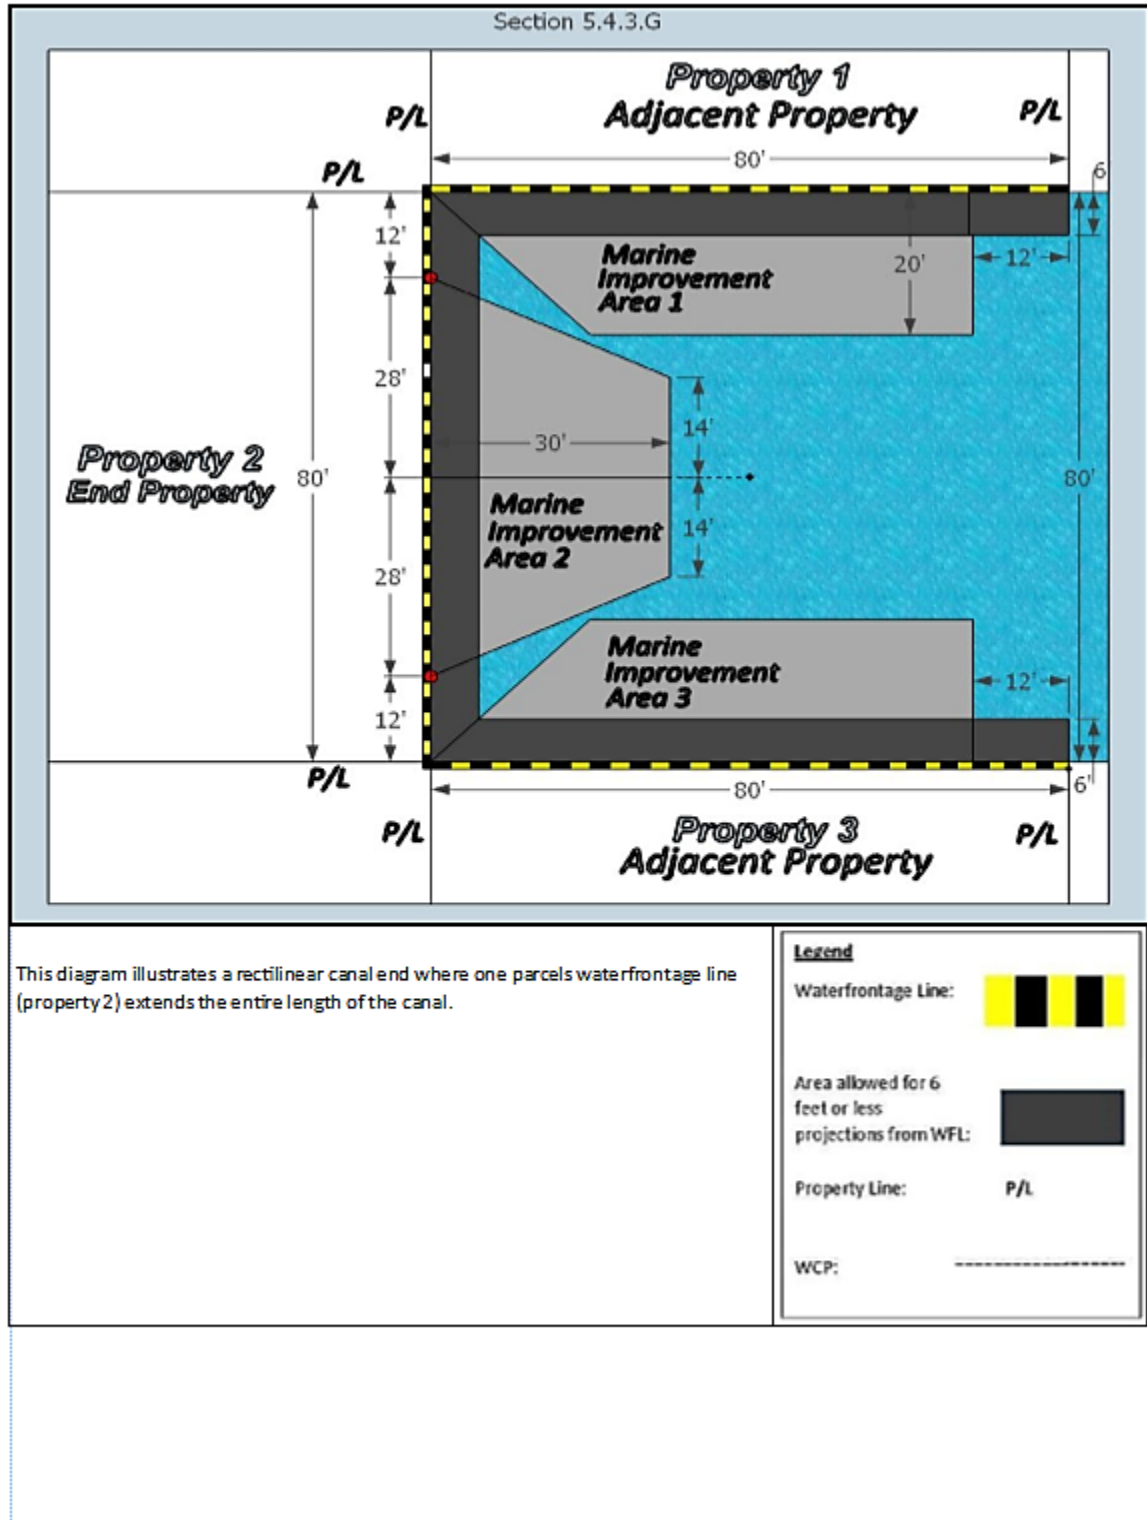 Section 5.4.3.G
Property 1
Adjacent Property
P/L
P/L
80'
P/L
6
12'
Marine
Improvement
Area 1
20'
12'
28'
14'
30'
Property 2
End Property
80'
80'
Marine
Improvement
Area 2
14'
28'
Marine
Improvement
Area 3
12'
12'
P/L
80'
6'
P/L
Property 3
Adjacent Property
P/L
This diagram illustrates a rectilinear canal end where one parcels waterfrontage line
(property 2) extends the entire length of the canal.
Legend
Waterfrontage Line:
Area allowed for 6
feet or less
projections from WFL:
Property Line:
P/L
WCP: